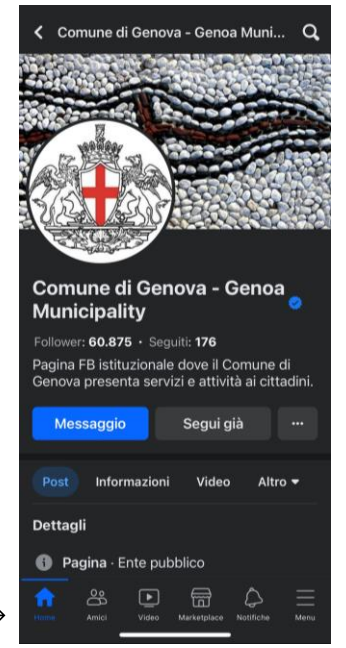 Comune di Genova - Genoa Muni...
Comune di Genova - Genoa
Municipality
Follower: 60.875 • Seguiti: 176
Pagina FB istituzionale dove il Comune di
Genova presenta servizi e attività ai cittadini.
Messaggio Segui già ...
Post Informazioni Video Altro
Dettagli
Pagina · Ente pubblico
Home Amici Video Marketplace Notifiche Menu